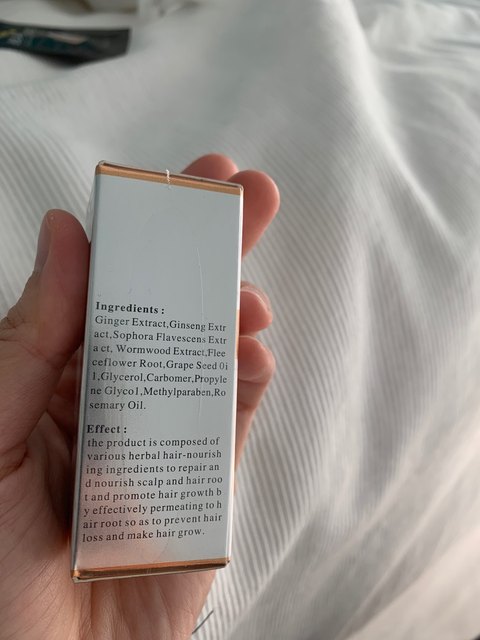 Ingredients :
Ginger Extract,Ginseng Extr
act,Sophora Flavescens Extr
a ct, Wormwood Extract,Flee
ceflower Root,Grape Seed 0i
1,Glycerol,Carbomer,Propyle
ne Glyco1,Methylparaben,Ro
semary Oil.
Effect :
the product is composed of
various herbal hair-nourish
ing ingredients to repair an
d nourish scalp and hair roo
t and promote hair growth b
y effectively permeating to h
air root so as to prevent hair
loss and make hair grow.